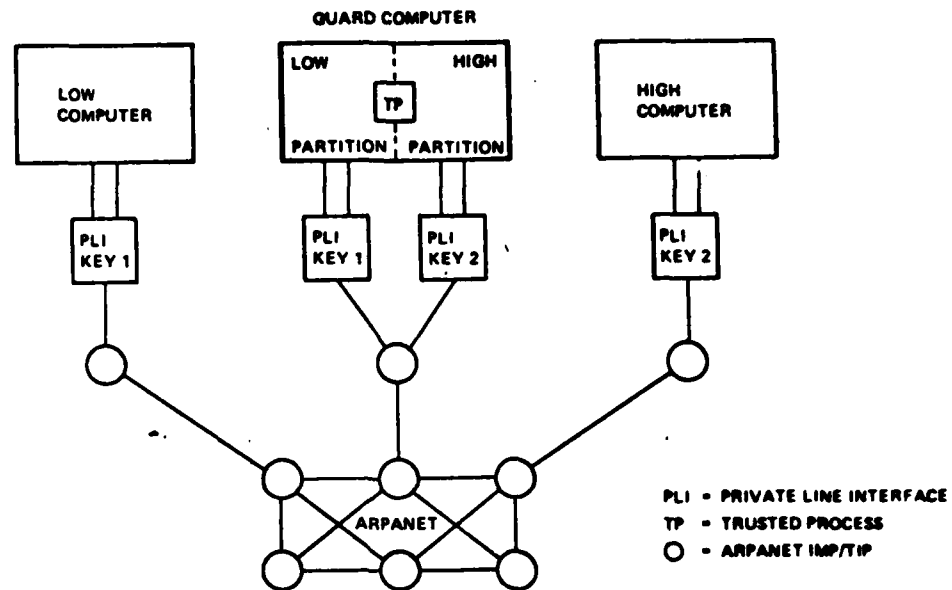 GUARD COMPUTER
LOW
COMPUTER
LOW
HIGH
TP
PARTITION
PARTITION
HIGH
COMPUTER
PLI
KEY 1
PLI
KEY 1
PLI
KEY 2
PLI
KEY 2
ARPANET
PLI = PRIVATE LINE INTERFACE
TP = TRUSTED PROCESS
= ARPANET IMP/TIP